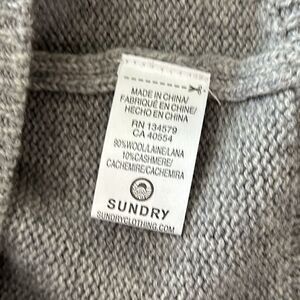 MADE IN CHINA/
FABRIQUÉ EN CHINE/
HECHO EN CHINA
RN 134579
CA 40554
90%WOOL/LAINE/LANA
10%CASHMERE/
CACHEMIRE/CACHEMIRA
SUNDRY
SUNDRYCLOTHING.COM